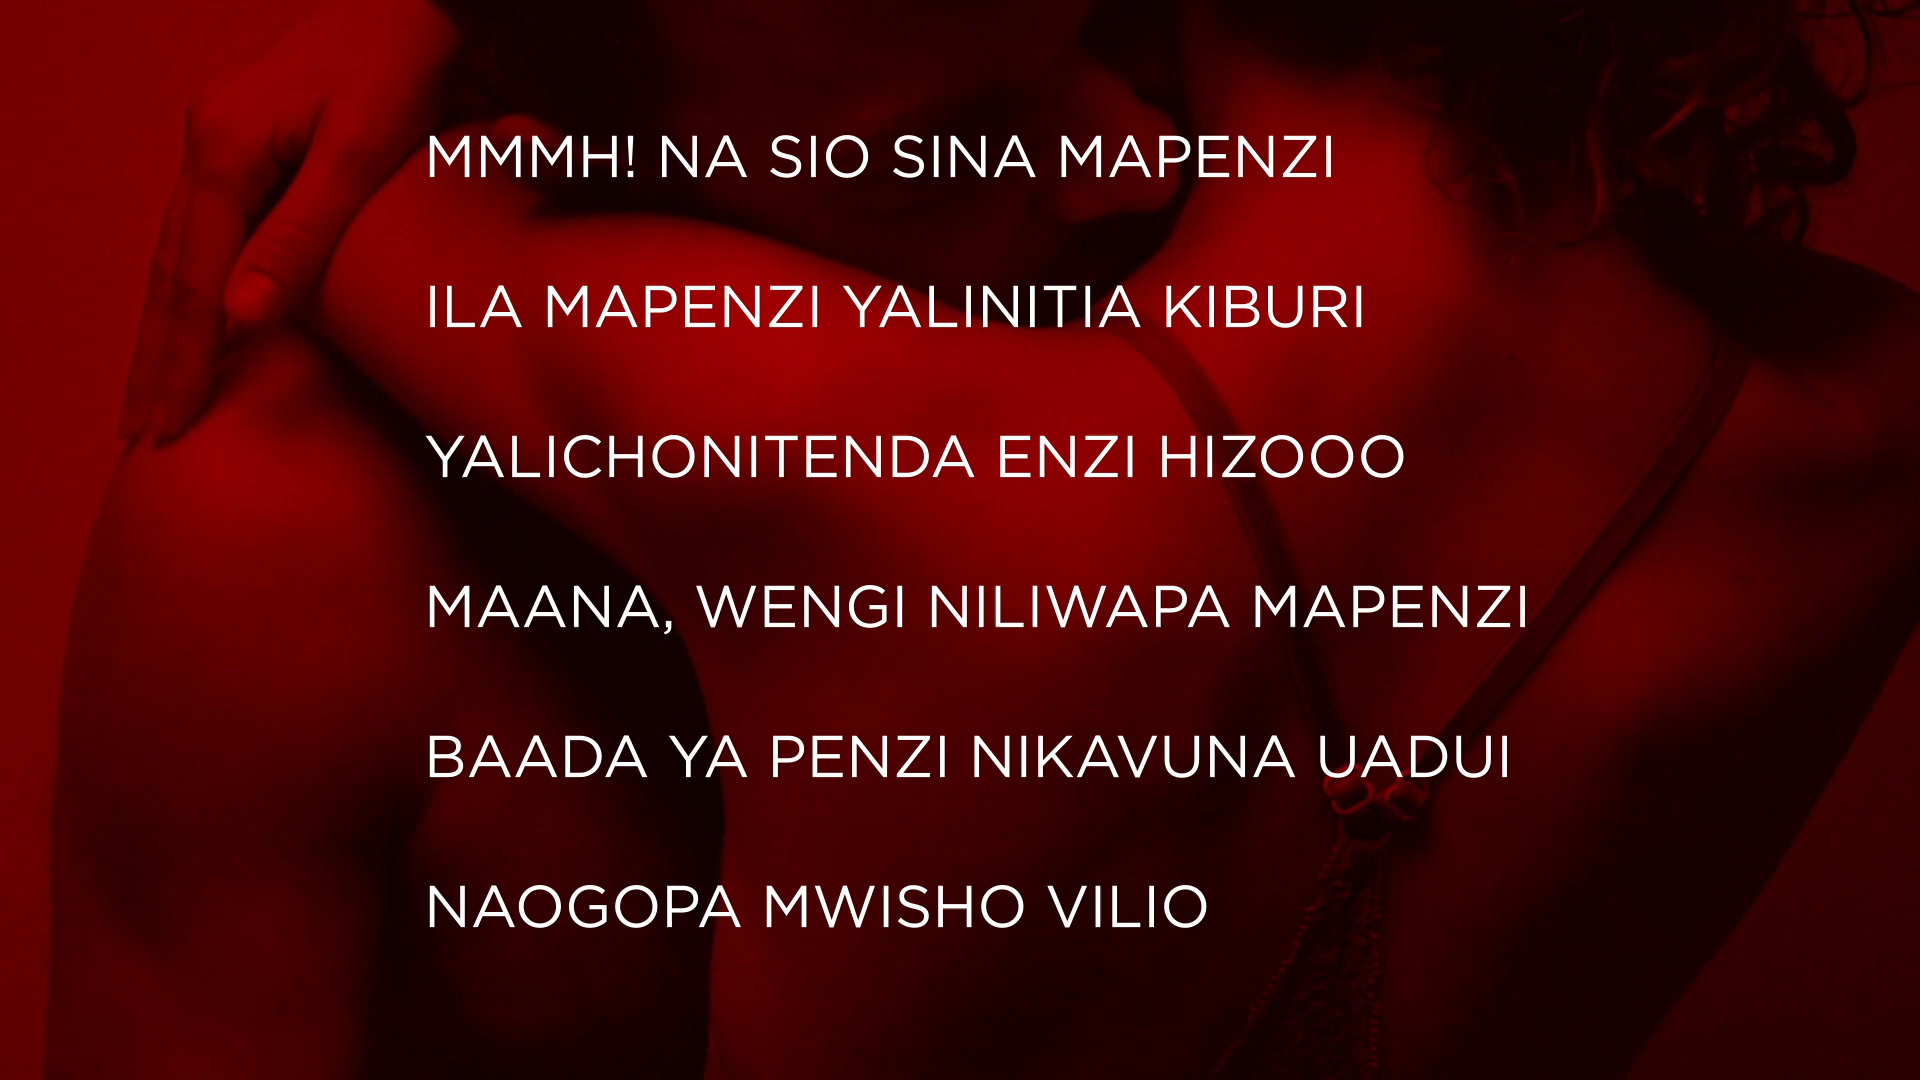 MMMH! NA SIO SINA MAPENZI
ILA MAPENZI YALINITIA KIBURI
YALICHONITENDA ENZI HIZOOO
MAANA, WENGI NILIWAPA MAPENZI
BAADA YA PENZI NIKAVUNA UADUI
NAOGOPA MWISHO VILIO